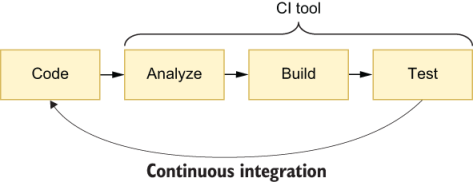 CI tool
Code
Analyze
Build
Test
Continuous integration